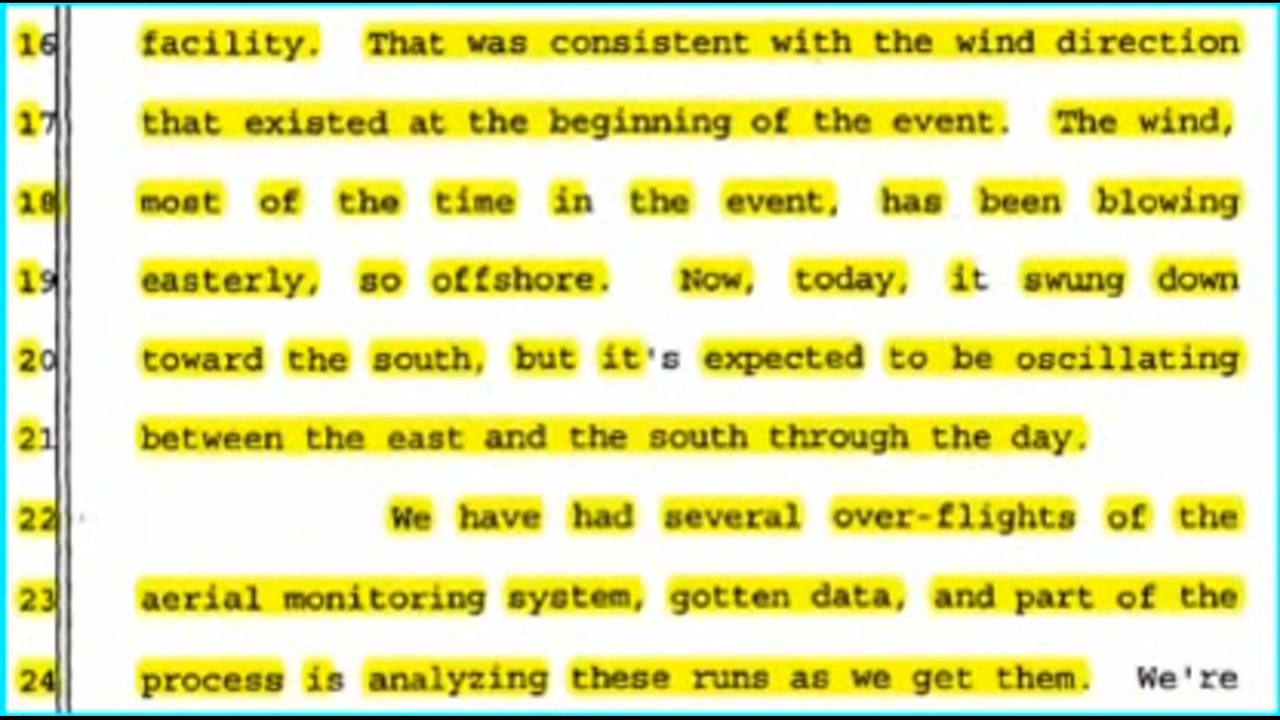 16 facility. That was consistent with the wind direction
17 that existed at the beginning of the event. The wind,
18 most of the time in the event, has been blowing
19 easterly, so offshore. Now, today, it swung down
20 toward the south, but it's expected to be oscillating
21 between the east and the south through the day.
22 We have had several over-flights of the
23 aerial monitoring system, gotten data, and part of the
24 process is analyzing these runs as we get them. We're